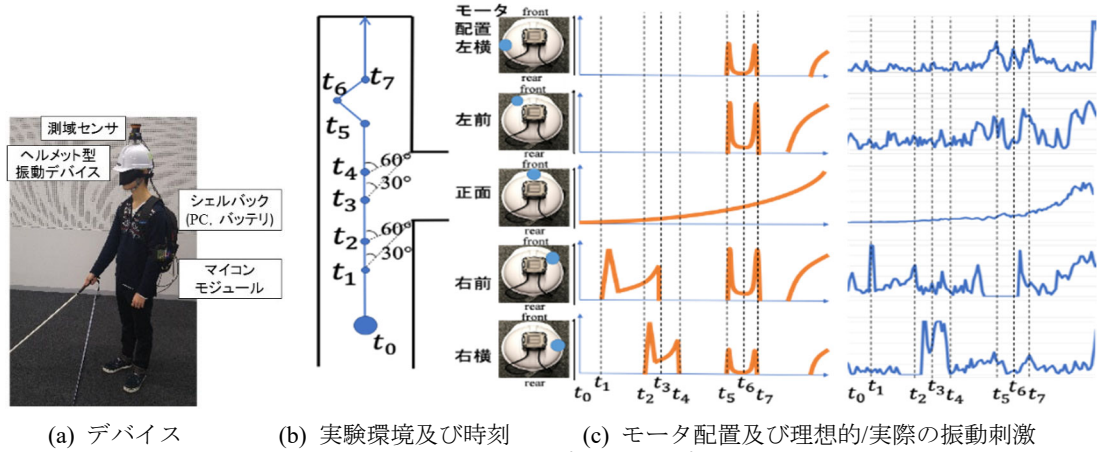 測域センサ
ヘルメット型
振動デバイス
シェルバック
(PC, バッテリ)
マイコン
モジュール
(a) デバイス
t7
t6
t5
t4
60°
30°
t3
t2
60°
30°
t1
t0
(b) 実験環境及び時刻
モータ
配置
front
左横
rear
front
左前
rear
front
正面
rear
front
右前
rear
front
右横
rear
t0 t1 t2 t3 t4 t5 t6 t7
t0 t1 t2 t3 t4 t5 t6 t7
(c) モータ配置及び理想的/実際の振動刺激